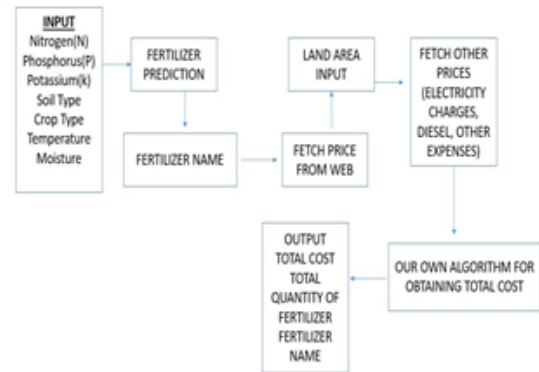 INPUT
Nitrogen(N)
Phosphorus(P)
Potassium(k)
Soil Type
Crop Type
Temperature
Moisture
FERTILIZER
PREDICTION
FERTILIZER NAME
FETCH PRICE
FROM WEB
LAND AREA
INPUT
FETCH OTHER
PRICES
(ELECTRICITY
CHARGES,
DIESEL, OTHER
EXPENSES)
OUR OWN ALGORITHM FOR
OBTAINING TOTAL COST
OUTPUT
TOTAL COST
TOTAL
QUANTITY OF
FERTILIZER
FERTILIZER
NAME